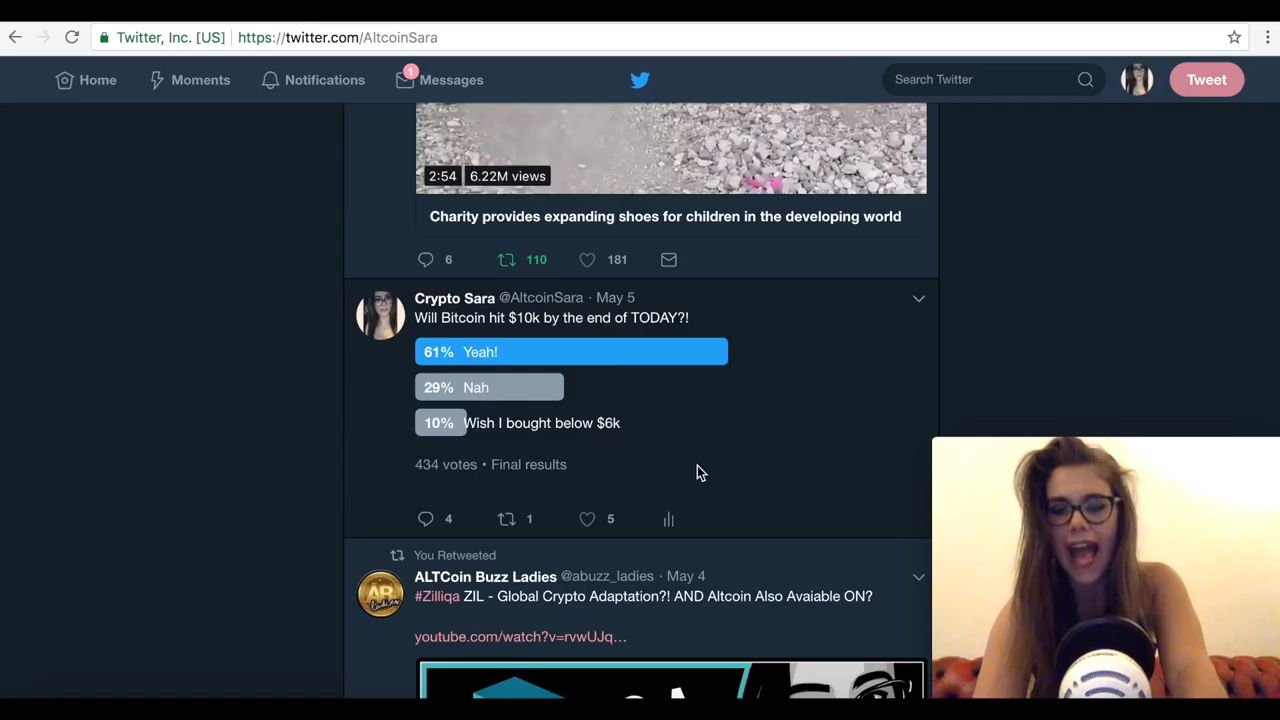 Twitter, Inc. [US] https://twitter.com/AltcoinSara
Home Moments Notifications 1 Messages Search Twitter Tweet
2:54 6.22M views
Charity provides expanding shoes for children in the developing world
6 110 181
Crypto Sara @AltcoinSara · May 5
Will Bitcoin hit $10k by the end of TODAY?!
61% Yeah!
29% Nah
10% Wish I bought below $6k
434 votes • Final results
4 1 5
You Retweeted
ALTCoin Buzz Ladies @abuzz_ladies · May 4
#Zilliqa ZIL - Global Crypto Adaptation?! AND Altcoin Also Avaiable ON?
youtube.com/watch?v=rvwUJq…